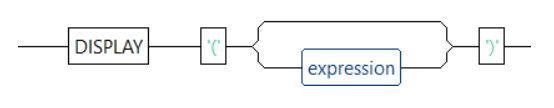 DISPLAY '(' expression ')'